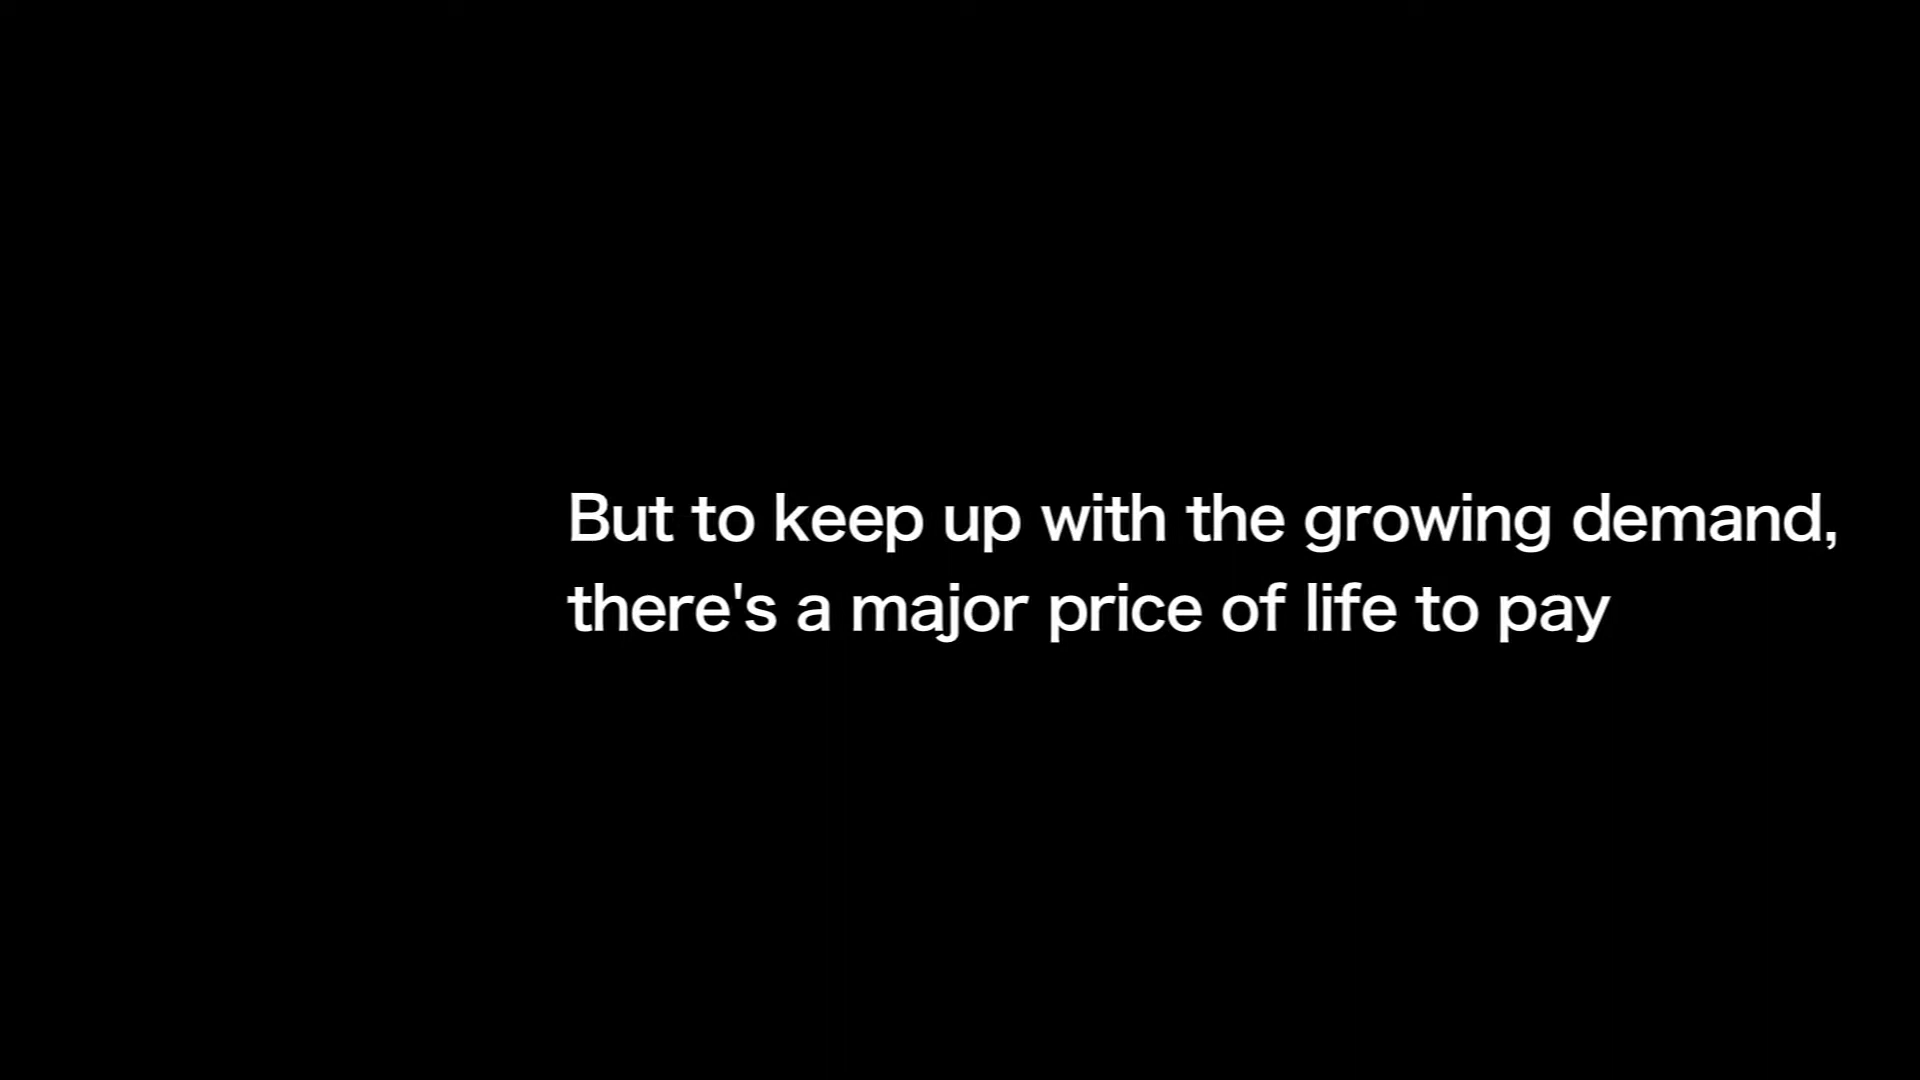 But to keep up with the growing demand,
there's a major price of life to pay